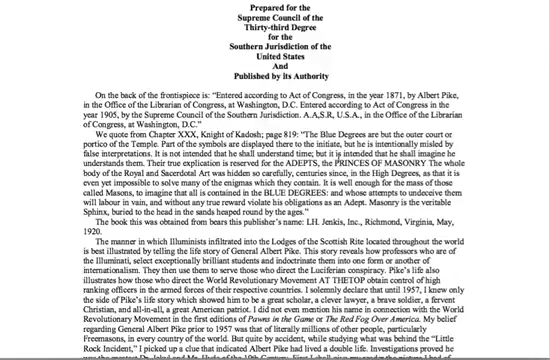 Prepared for the
Supreme Council of the
Thirty-third Degree
for the
Southern Jurisdiction of the
United States
And
Published by its Authority
On the back of the frontispiece is: “Entered according to Act of Congress, in the year 1871, by Albert Pike,
in the Office of the Librarian of Congress, at Washington, D.C. Entered according to Act of Congress in the
year 1905, by the Supreme Council of the Southern Jurisdiction. A.A,S.R, U.S.A., in the Office of the
Librarian of Congress, at Washington, D.C.”
We quote from Chapter XXX, Knight of Kadosh; page 819: “The Blue Degrees are but the outer court or
portico of the Temple. Part of the symbols are displayed there to the initiate, but he is intentionally misled by
false interpretations. It is not intended that he shall understand time; but it is intended that he shall imagine he
understands them. Their true explication is reserved for the ADEPTS, the PRINCES OF MASONRY The whole
body of the Royal and Sacerdotal Art was hidden so carefully, centuries since, in the High Degrees, as that it is
even yet impossible to solve many of the enigmas which they contain. It is well enough for the mass of those
called Masons, to imagine that all is contained in the BLUE DEGREES: and whose attempts to undeceive them
will labour in vain, and without any true reward violate his obligations as an Adept. Masonry is the veritable
Sphinx, buried to the head in the sands heaped round by the ages.”
The book this was obtained from bears this publisher's name: LH. Jenkis, Inc., Richmond, Virginia, May,
1920.
The manner in which Illuminists infiltrated into the Lodges of the Scottish Rite located throughout the world
is best illustrated by telling the life story of General Albert Pike. This story reveals how professors who are of
the Illuminati, select exceptionally brilliant students and indoctrinate them into one form or another of
internationalism. They then use them to serve those who direct the Luciferian conspiracy. Pike's life also
illustrates how those who direct the World Revolutionary Movement AT THETOP obtain control of high
ranking officers in the armed forces of their respective countries. I solemnly declare that until 1957, I knew only
the side of Pike's life story which showed him to be a great scholar, a clever lawyer, a brave soldier, a fervent
Christian, and all-in-all, a great American patriot. I did not even mention his name in connection with the World
Revolutionary Movement in the first editions of Pawns in the Game or The Red Fog Over America. My belief
regarding General Albert Pike prior to 1957 was that of literally millions of other people, particularly
Freemasons, in every country of the world. But quite by accident, while studying what was behind the “Little
Rock Incident,” I picked up a clue that indicated Albert Pike had lived a double life. Investigations proved he